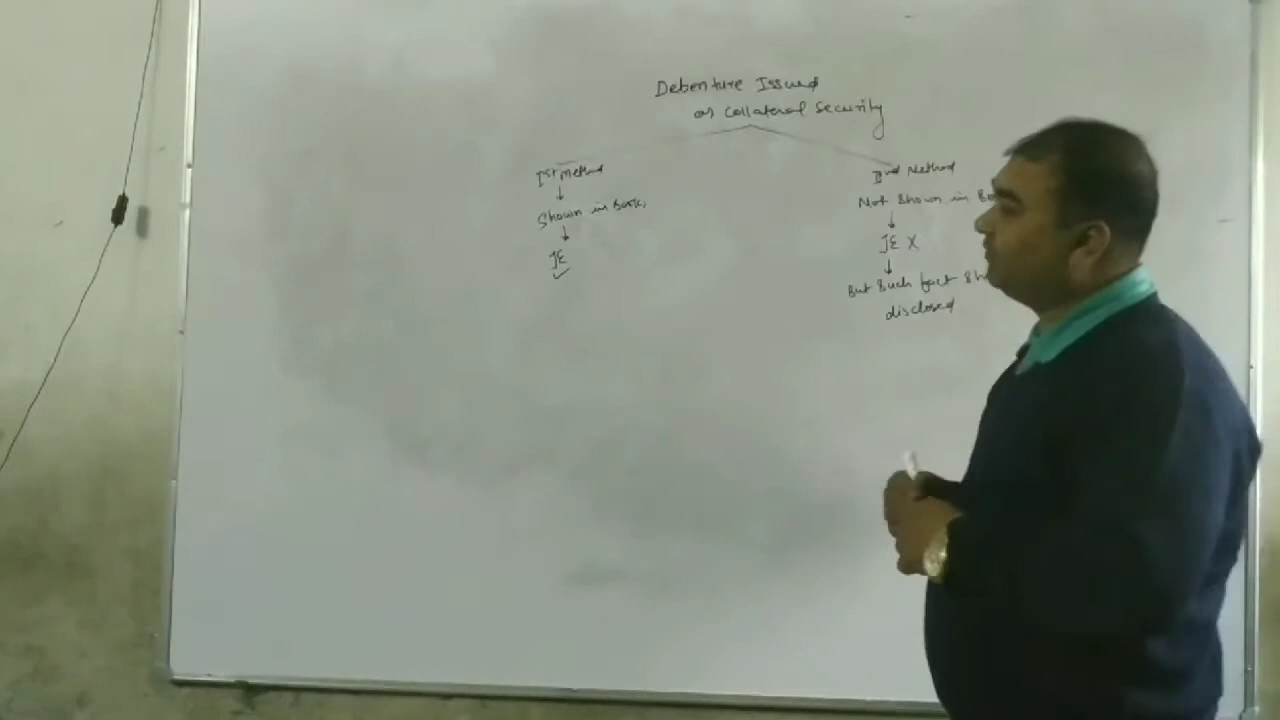 Debenture Issued
as Collateral Security
Ist Method
Shown in Books
JE
IInd Method
Not Shown in
JE X
But Such fact
disclosed